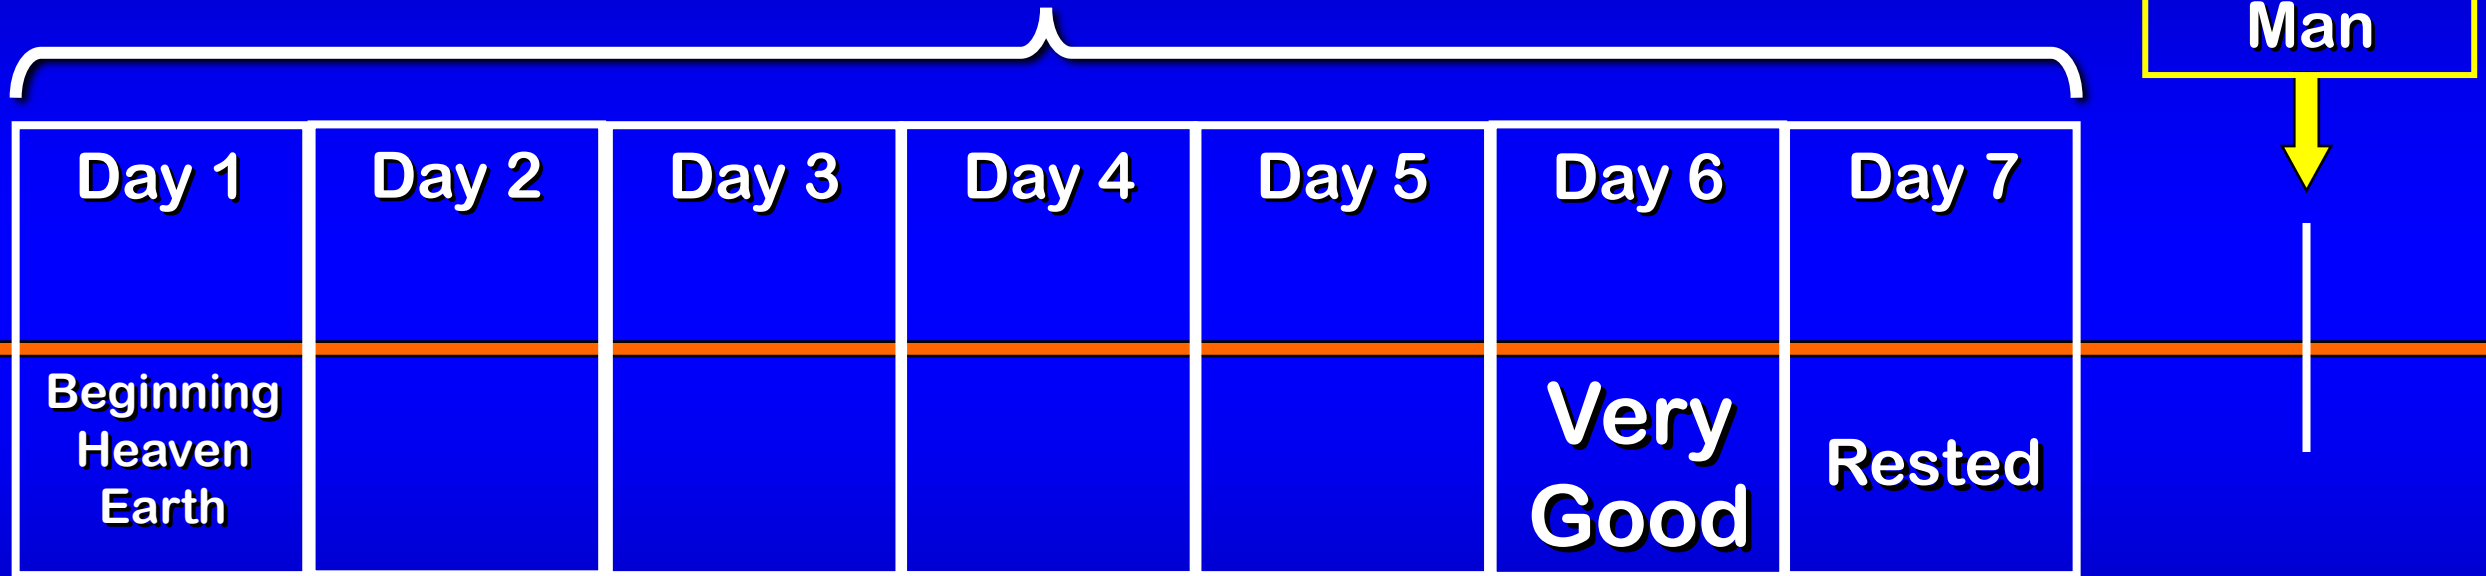 Man
Day 1
Day 2
Day 3
Day 4
Day 5
Day 6
Day 7
Beginning
Heaven
Earth
Very
Good
Rested